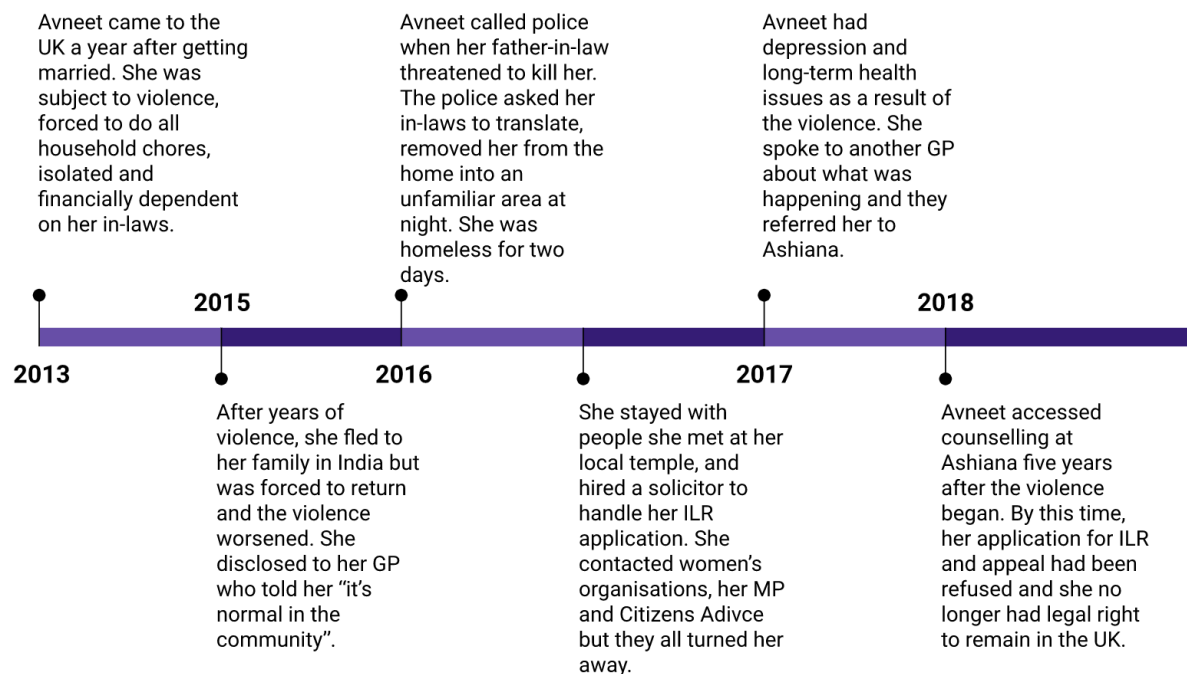 Avneet came to the
UK a year after getting
married. She was
subject to violence,
forced to do all
household chores,
isolated and
financially dependent
on her in-laws.
2013
2015
After years of
violence, she fled to
her family in India but
was forced to return
and the violence
worsened. She
disclosed to her GP
who told her “it’s
normal in the
community”.
Avneet called police
when her father-in-law
threatened to kill her.
The police asked her
in-laws to translate,
removed her from the
home into an
unfamiliar area at
night. She was
homeless for two
days.
2016
She stayed with
people she met at her
local temple, and
hired a solicitor to
handle her ILR
application. She
contacted women’s
organisations, her MP
and Citizens Adivce
but they all turned her
away.
Avneet had
depression and
long-term health
issues as a result of
the violence. She
spoke to another GP
about what was
happening and they
referred her to
Ashiana.
2017
2018
Avneet accessed
counselling at
Ashiana five years
after the violence
began. By this time,
her application for ILR
and appeal had been
refused and she no
longer had legal right
to remain in the UK.